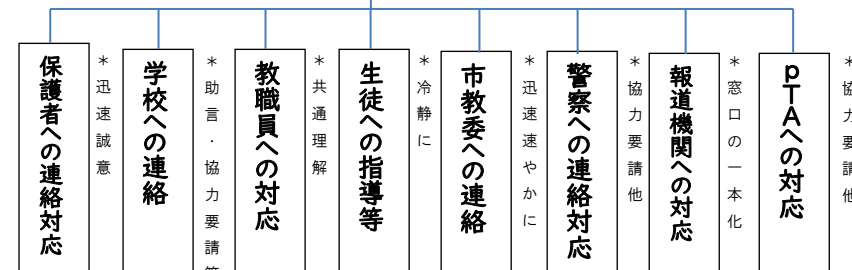 保護者への連絡対応
＊迅速誠意
学校への連絡
＊助言・協力要請等
教職員への対応
＊共通理解
生徒への指導等
＊冷静に
市教委への連絡
＊迅速速やかに
警察への連絡対応
＊協力要請他
報道機関への対応
＊窓口の一本化
pTAへの対応
＊協力要請他